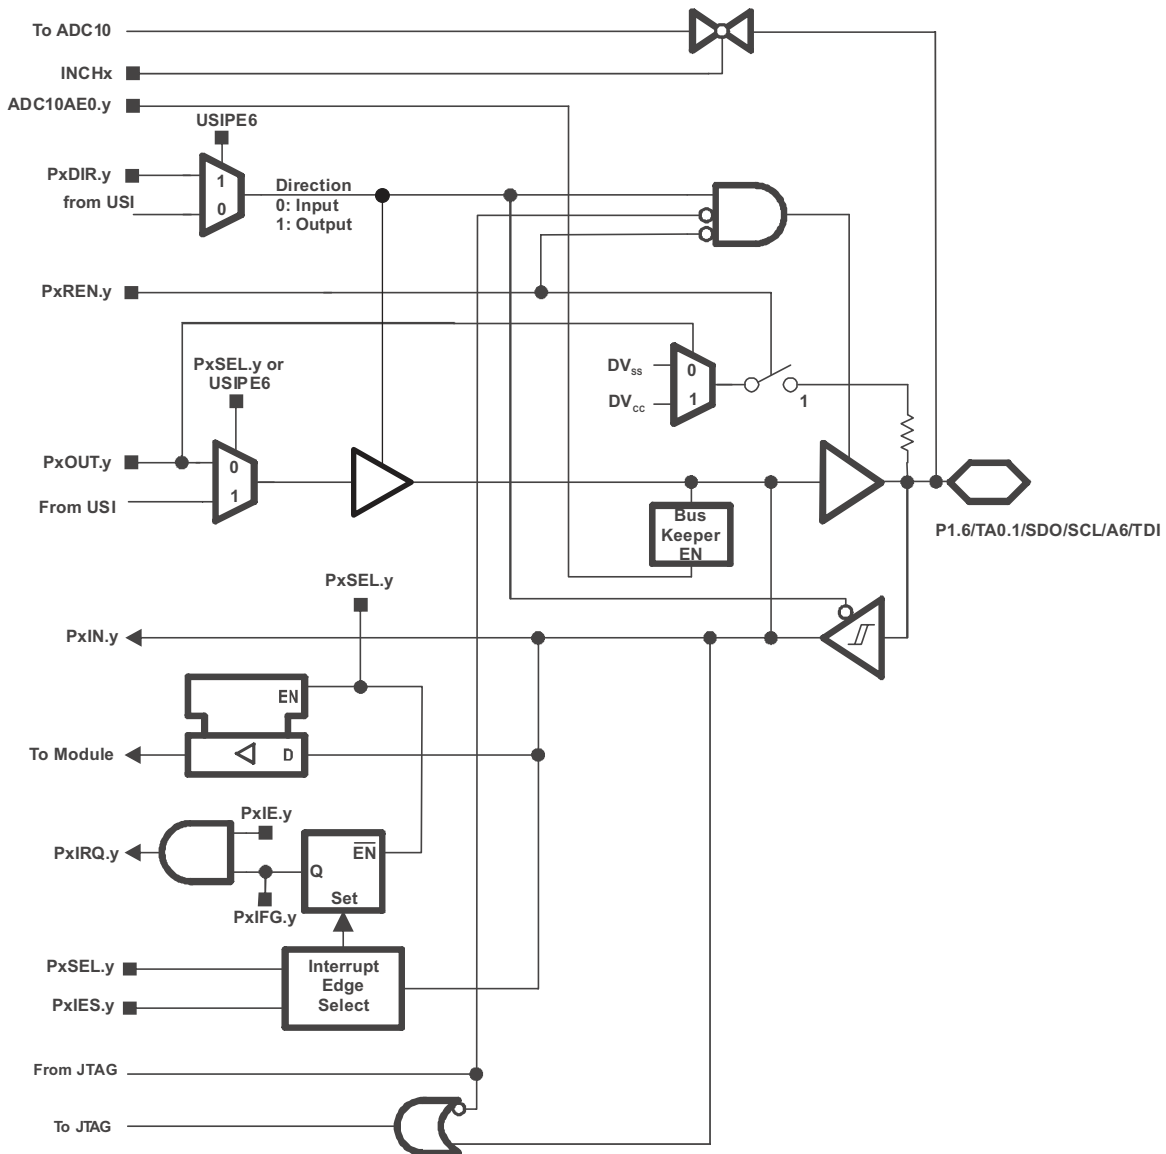 To ADC10
INCHx
ADC10AE0.y
USIPE6
PxDIR.y
1
from USI
0
Direction
0: Input
1: Output
PxREN.y
PxSEL.y or
USIPE6
DVSS
0
DVCC
1
1
PxOUT.y
0
From USI
1
Bus
Keeper
EN
P1.6/TA0.1/SDO/SCL/A6/TDI
PxSEL.y
PxIN.y
EN
To Module
D
PxIE.y
PxIRQ.y
EN
Q
Set
PxIFG.y
PxSEL.y
PxIES.y
Interrupt
Edge
Select
From JTAG
To JTAG